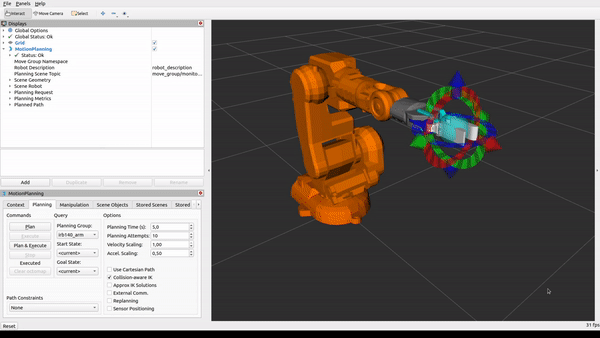 File Panels Help
Interact Move Camera Select
Displays
Global Options
Global Status: Ok
Grid
MotionPlanning
Status: Ok
Move Group Namespace
Robot Description robot_description
Planning Scene Topic move_group/monito...
Scene Geometry
Scene Robot
Planning Request
Planning Metrics
Planned Path
Add Duplicate Remove Rename
MotionPlanning
Context Planning Manipulation Scene Objects Stored Scenes Stored
Commands Query Options
Plan Planning Group: Planning Time (s): 5,0
Execute irb140_arm Planning Attempts: 10
Plan & Execute Start State: Velocity Scaling: 1,00
Stop <current> Accel. Scaling: 0,50
Executed Goal State:
Clear octomap <current>
Use Cartesian Path
Collision-aware IK
Approx IK Solutions
External Comm.
Replanning
Sensor Positioning
Path Constraints
None
Reset 31 fps